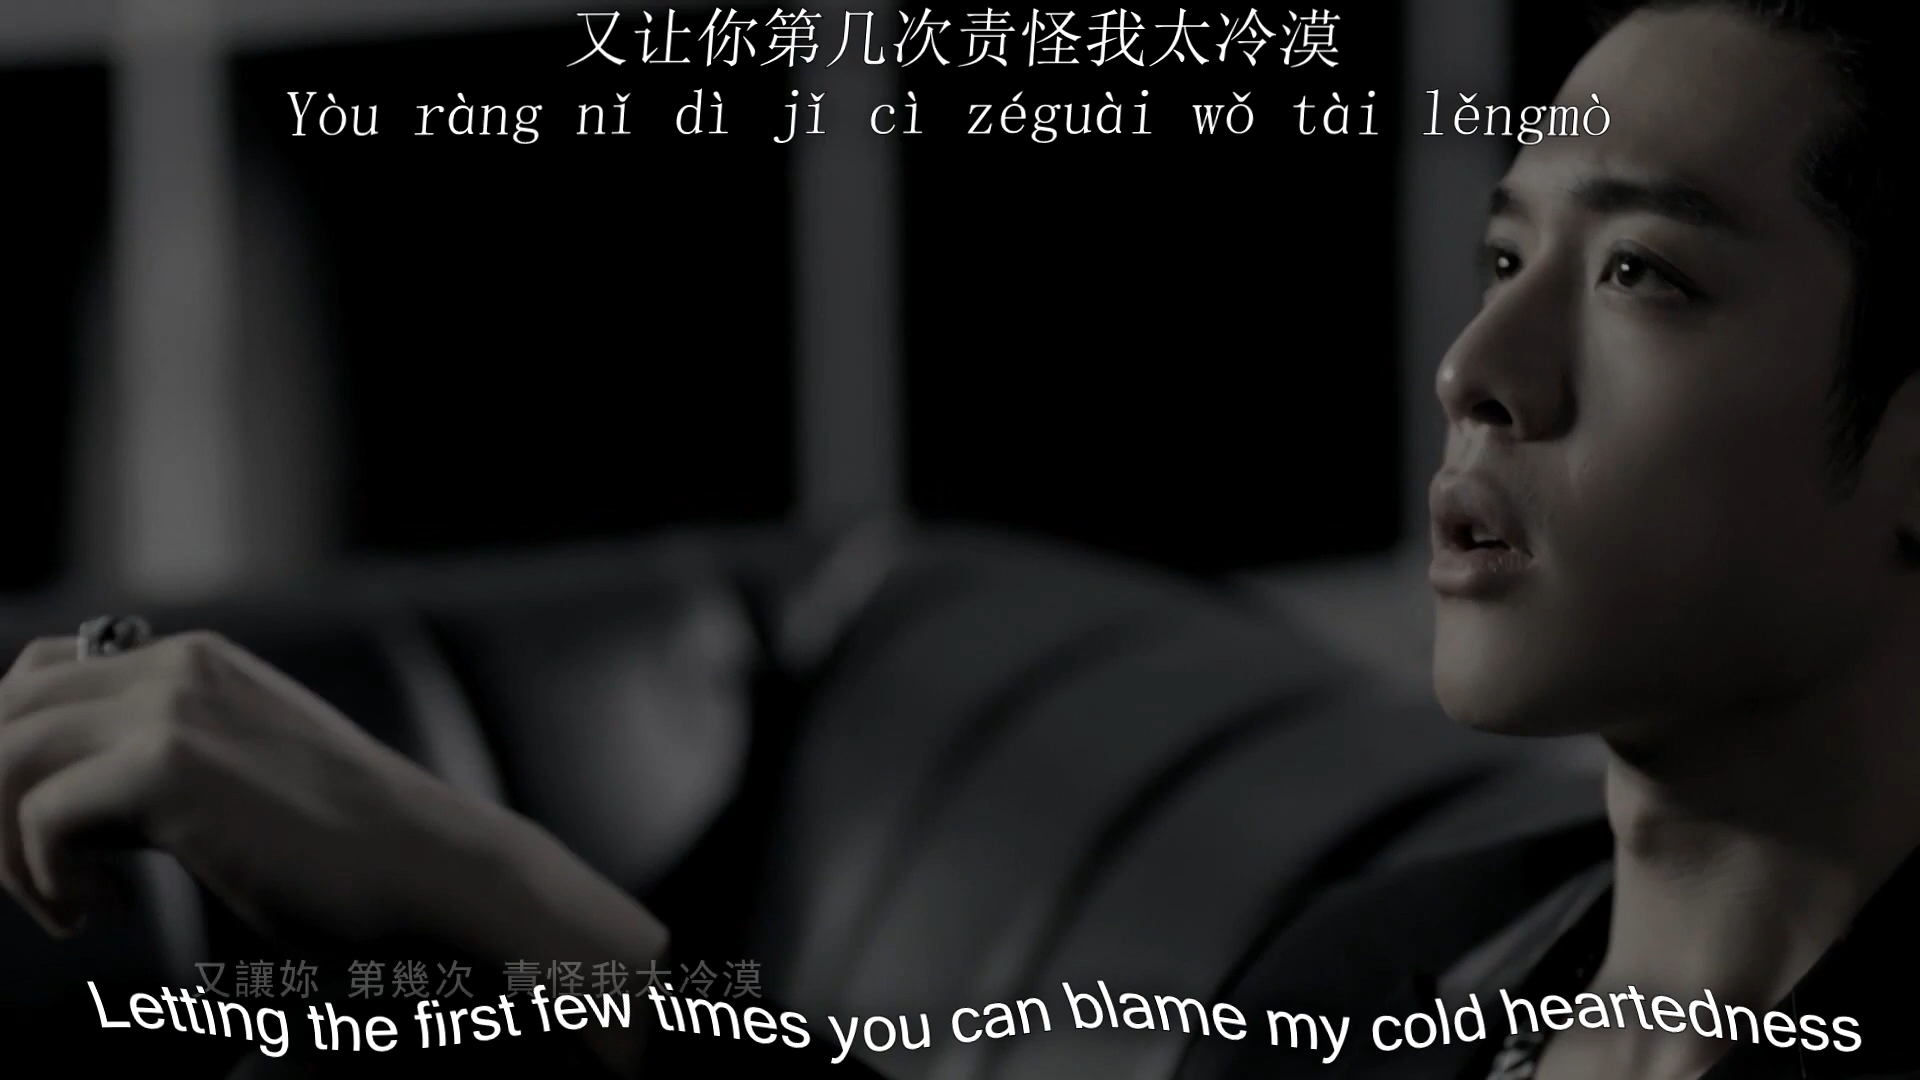 又让你第几次责怪我太冷漠
Yòu ràng nǐ dì jǐ cì zéguài wǒ tài lěngmò
又讓妳 第幾次 責怪我太冷漠
Letting the first few times you can blame my cold heartedness